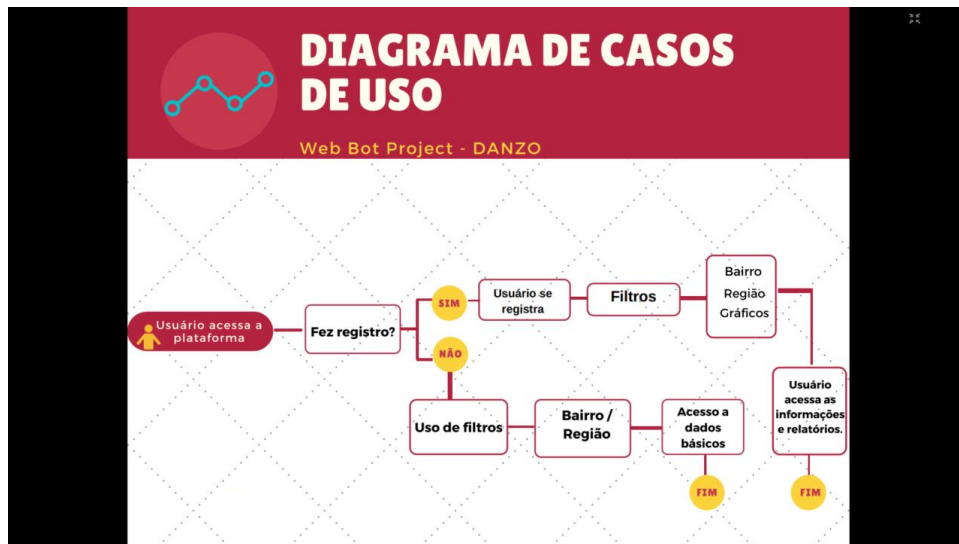 DIAGRAMA DE CASOS
DE USO
Web Bot Project - DANZO
Usuário acessa a
plataforma
Fez registro?
SIM
Usuário se
registra
Filtros
Bairro
Região
Gráficos
Usuário
acessa as
informações
e relatórios.
FIM
NÃO
Uso de filtros
Bairro /
Região
Acesso a
dados
básicos
FIM